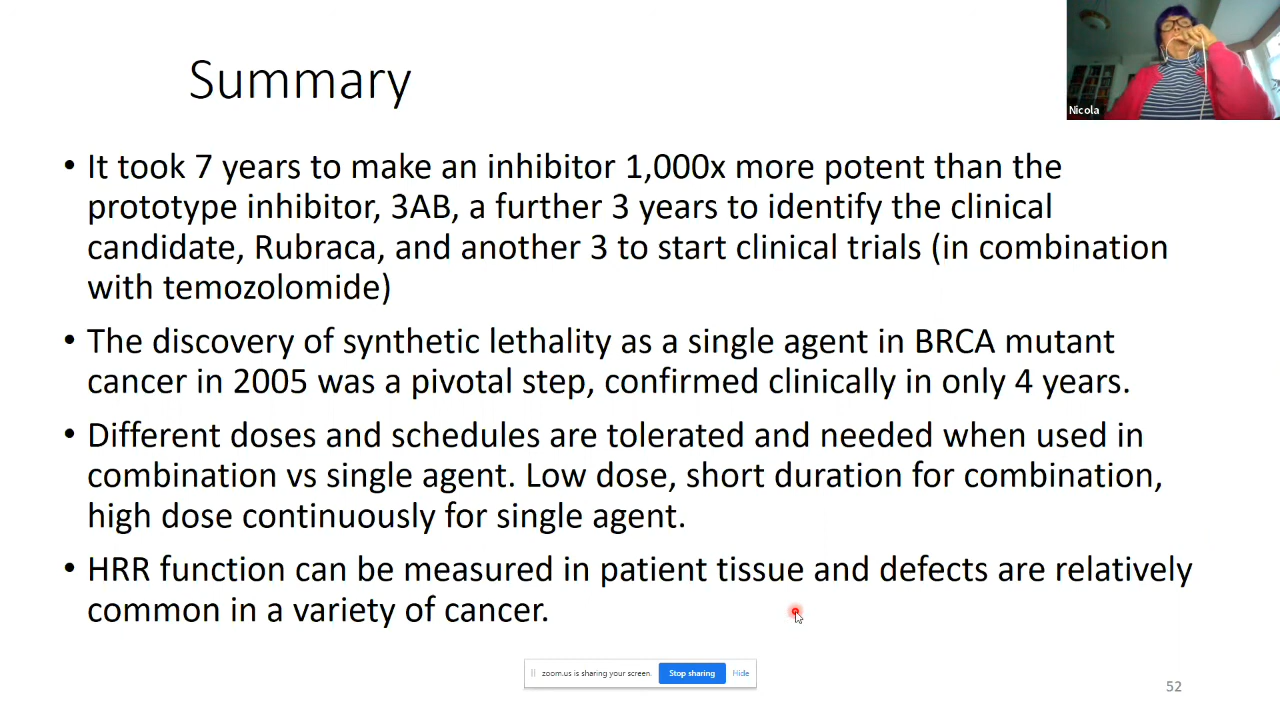 Summary
Nicola
• It took 7 years to make an inhibitor 1,000x more potent than the
prototype inhibitor, 3AB, a further 3 years to identify the clinical
candidate, Rubraca, and another 3 to start clinical trials (in combination
with temozolomide)
• The discovery of synthetic lethality as a single agent in BRCA mutant
cancer in 2005 was a pivotal step, confirmed clinically in only 4 years.
• Different doses and schedules are tolerated and needed when used in
combination vs single agent. Low dose, short duration for combination,
high dose continuously for single agent.
• HRR function can be measured in patient tissue and defects are relatively
common in a variety of cancer.
zoom.us is sharing your screen. Stop sharing Hide
52